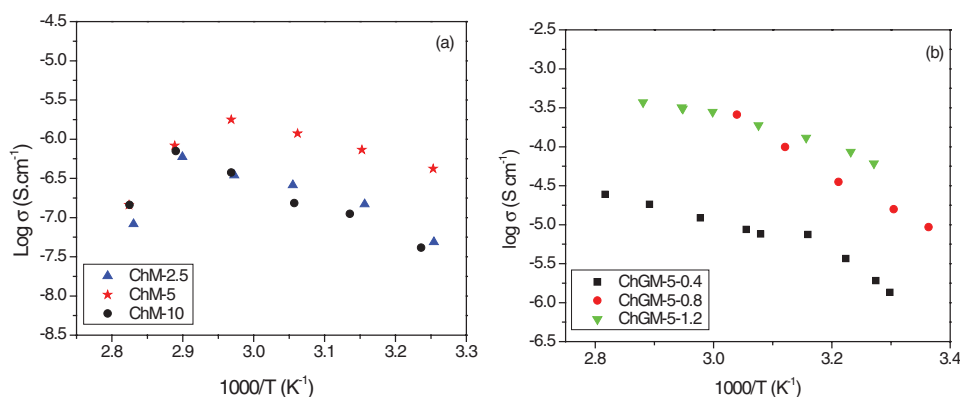 (a)
Log σ (S.cm⁻¹)
-4.5
-5.0
-5.5
-6.0
-6.5
-7.0
-7.5
-8.0
-8.5
ChM-2.5
ChM-5
ChM-10
2.8 2.9 3.0 3.1 3.2 3.3
1000/T (K⁻¹)
(b)
log σ (S cm⁻¹)
-2.5
-3.0
-3.5
-4.0
-4.5
-5.0
-5.5
-6.0
-6.5
ChGM-5-0.4
ChGM-5-0.8
ChGM-5-1.2
2.8 3.0 3.2 3.4
1000/T (K⁻¹)